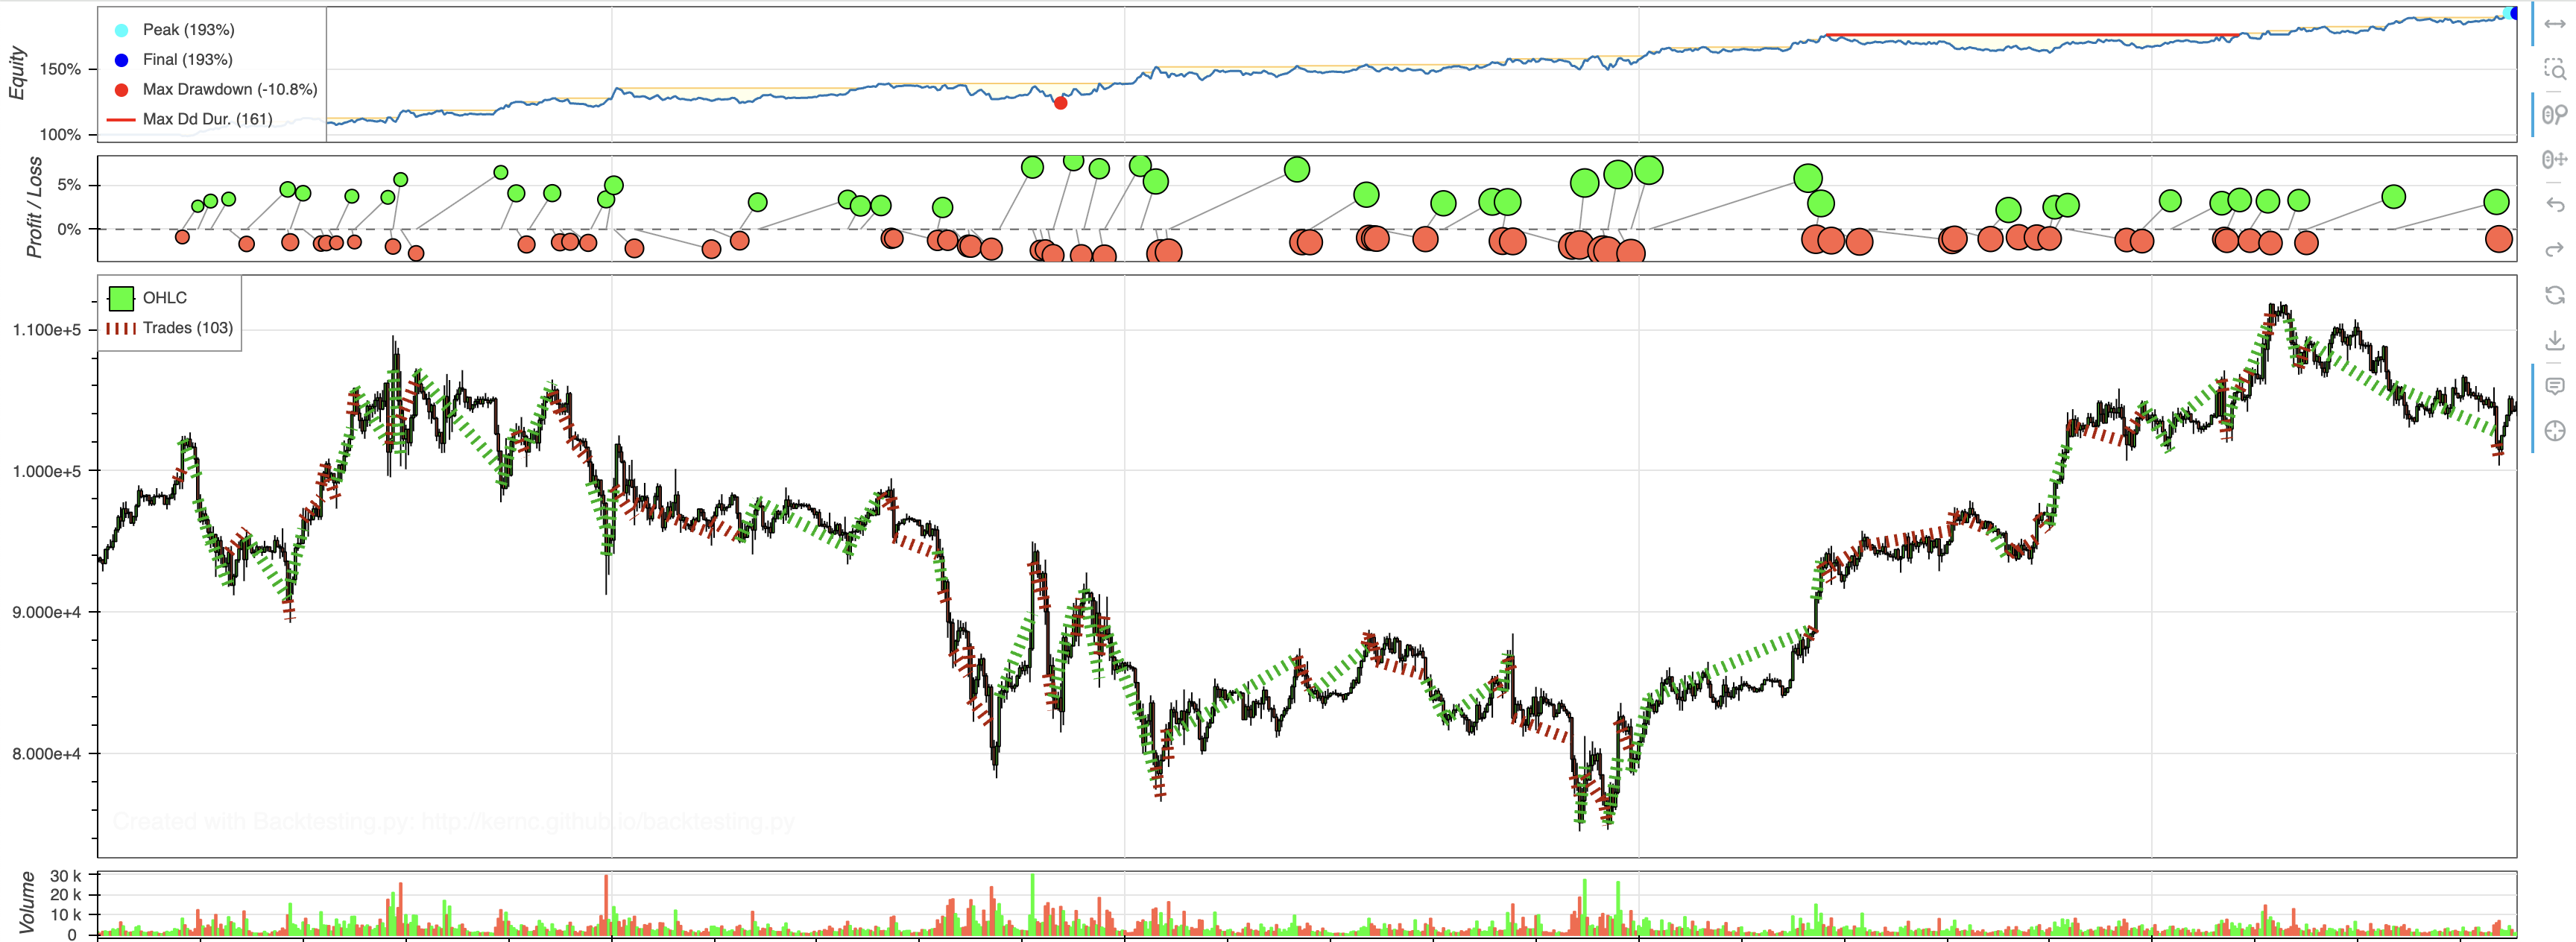 Equity
Peak (193%)
Final (193%)
Max Drawdown (-10.8%)
Max Dd Dur. (161)
150%
100%
Profit / Loss
5%
0%
OHLC
Trades (103)
1.100e+5
1.000e+5
9.000e+4
8.000e+4
Created with Backtesting.py: http://kernc.github.io/backtesting.py
Volume
30 k
20 k
10 k
0